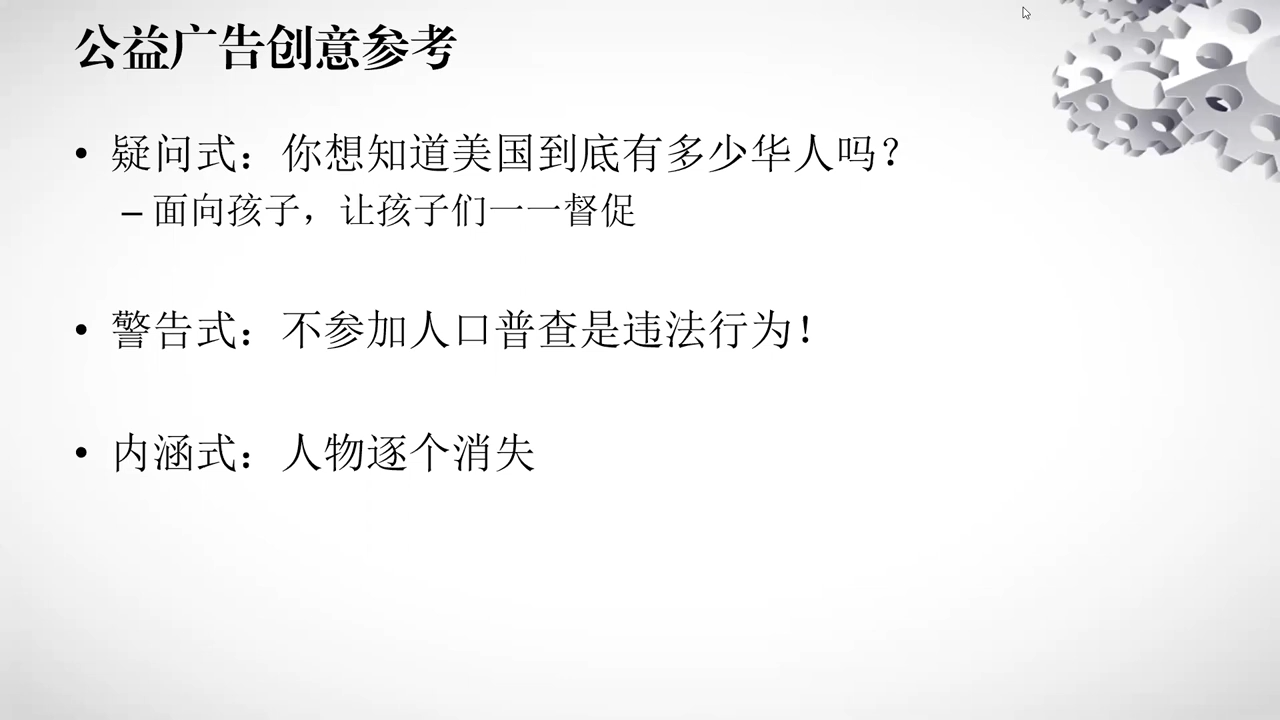 公益广告创意参考
• 疑问式：你想知道美国到底有多少华人吗？
– 面向孩子，让孩子们一一督促
• 警告式：不参加人口普查是违法行为！
• 内涵式：人物逐个消失